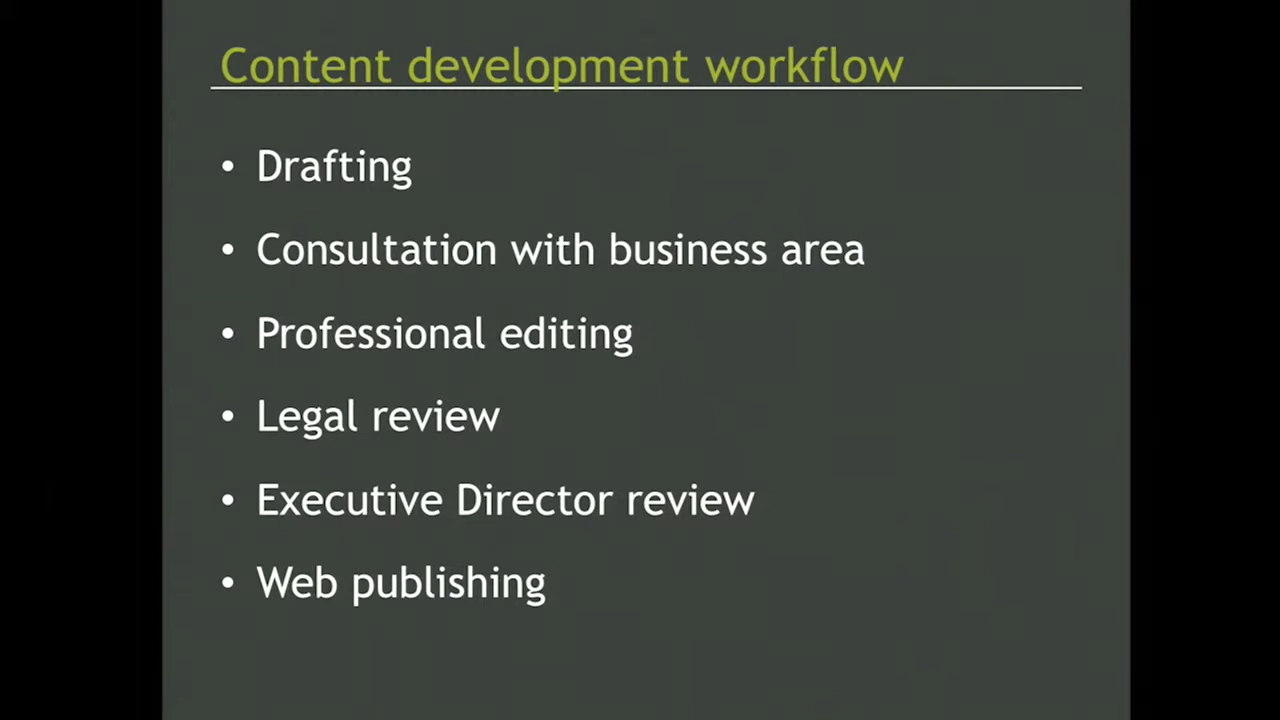 Content development workflow
• Drafting
• Consultation with business area
• Professional editing
• Legal review
• Executive Director review
• Web publishing